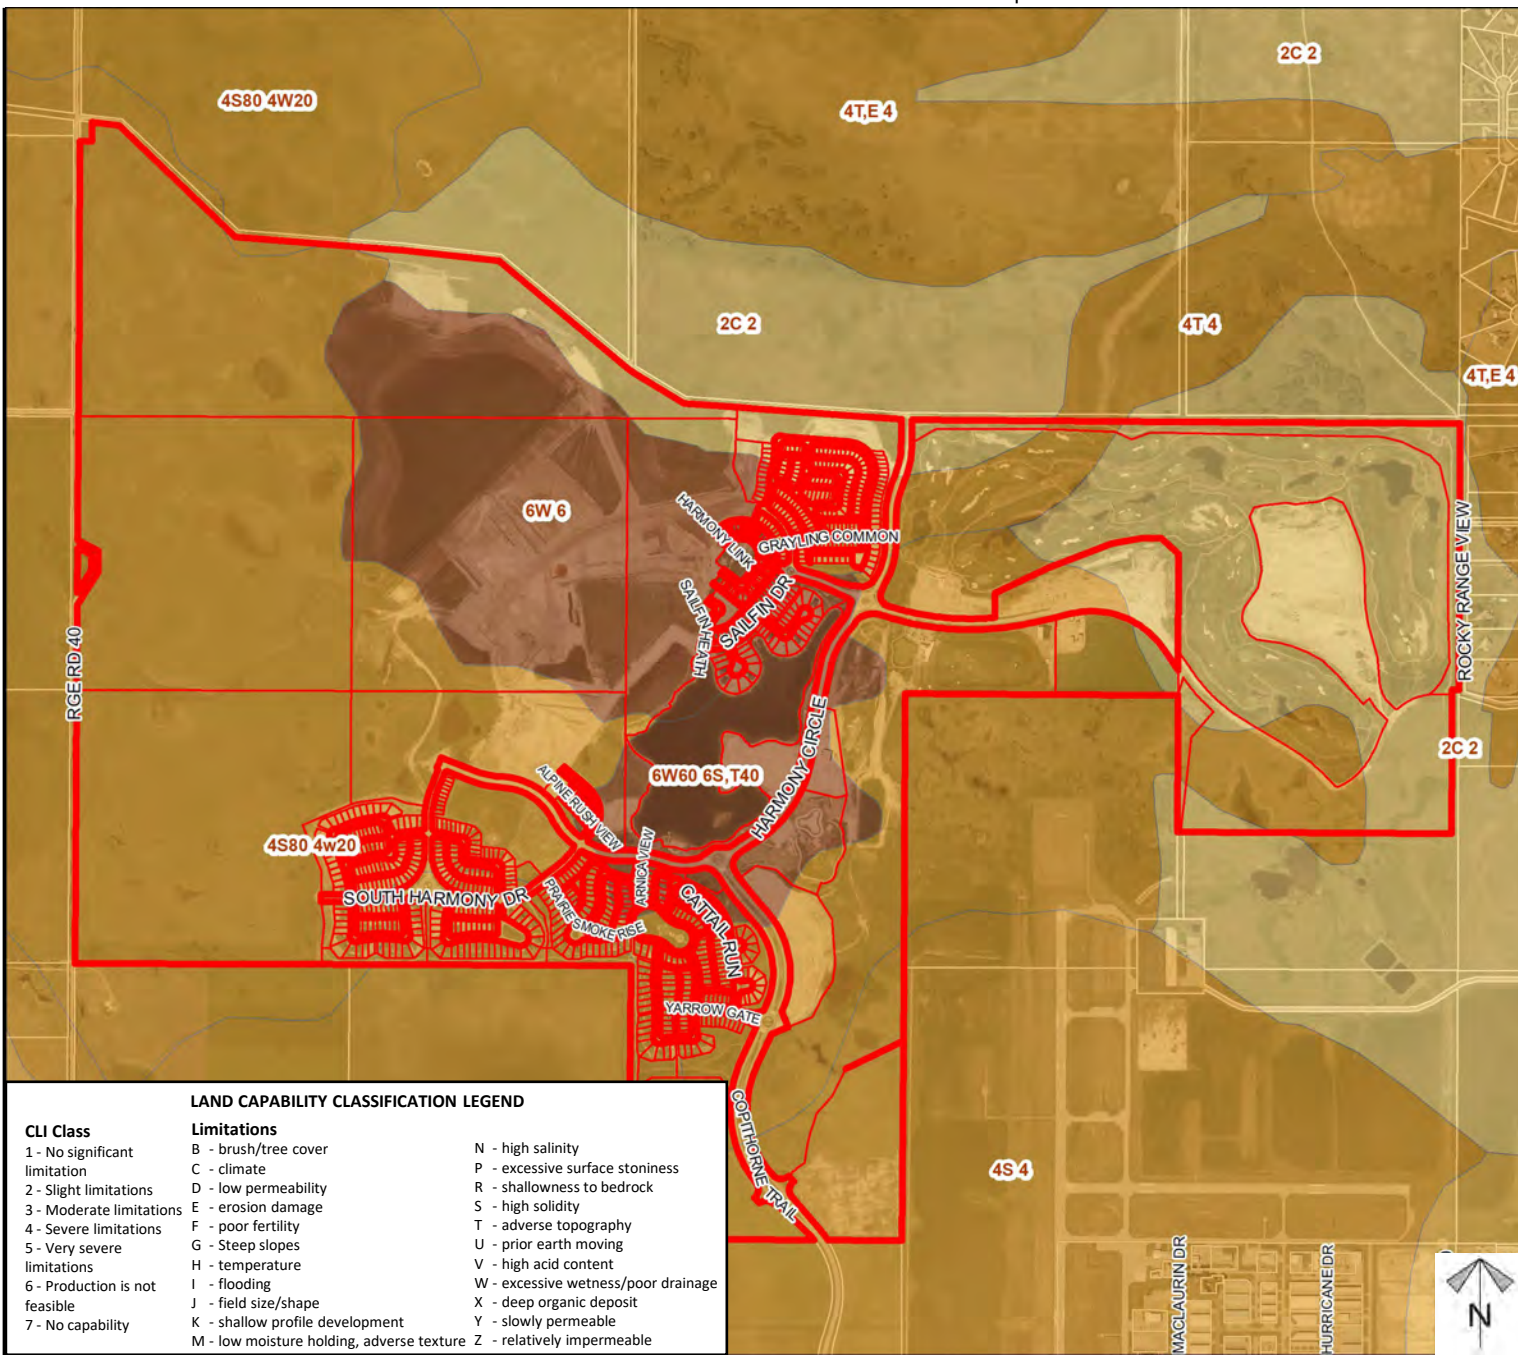 2C 2
4S80 4W20
4T,E 4
2C 2
4T 4
4T,E 4
6W 6
HARMONY LINK
GRAYLING COMMON
SAILFIN DR
SAILFIN HEATH
ROCKY RANGE VIEW
RGE RD 40
HARMONY CIRCLE
2C 2
6W60 6S,T40
ALPINE RUSH VIEW
4S80 4w20
ARNICA VIEW
SOUTH HARMONY DR
PRAIRIE SMOKE RISE
CATTAIL RUN
YARROW GATE
COPITHORNE TRAIL
4S 4
MACLAURIN DR
HURRICANE DR
N
LAND CAPABILITY CLASSIFICATION LEGEND
CLI Class
1 - No significant
limitation
2 - Slight limitations
3 - Moderate limitations
4 - Severe limitations
5 - Very severe
limitations
6 - Production is not
feasible
7 - No capability
Limitations
B - brush/tree cover
C - climate
D - low permeability
E - erosion damage
F - poor fertility
G - Steep slopes
H - temperature
I - flooding
J - field size/shape
K - shallow profile development
M - low moisture holding, adverse texture
N - high salinity
P - excessive surface stoniness
R - shallowness to bedrock
S - high solidity
T - adverse topography
U - prior earth moving
V - high acid content
W - excessive wetness/poor drainage
X - deep organic deposit
Y - slowly permeable
Z - relatively impermeable